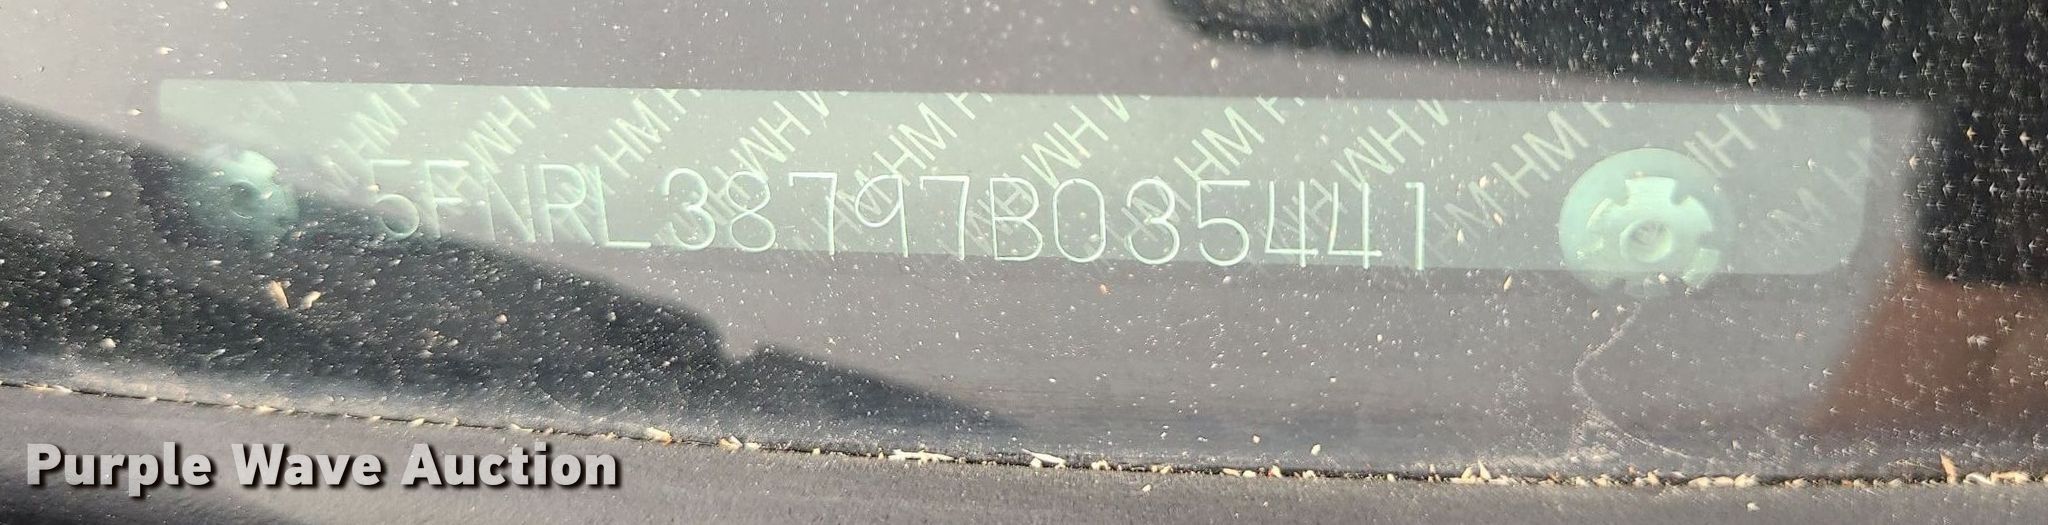 5FNRL38797B035441
Purple Wave Auction